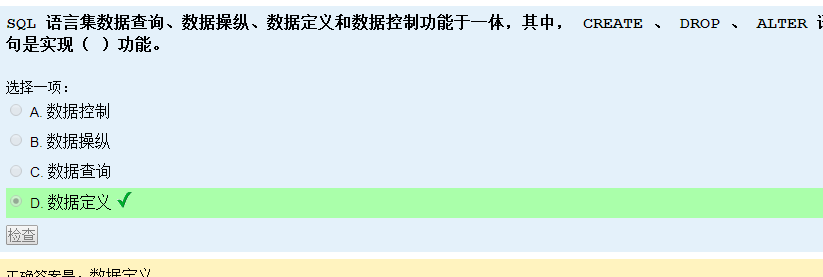 SQL 语言集数据查询、数据操纵、数据定义和数据控制功能于一体，其中， CREATE 、 DROP 、 ALTER 语
句是实现（ ）功能。
选择一项：
A. 数据控制
B. 数据操纵
C. 数据查询
D. 数据定义 ✓
检查
正确答案是：数据定义